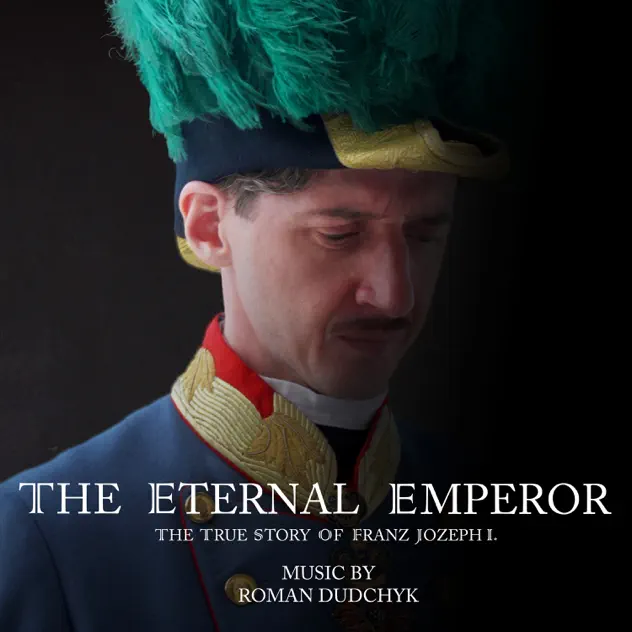 THE ETERNAL EMPEROR
THE TRUE STORY OF FRANZ JOZEPH I.
MUSIC BY
ROMAN DUDCHYK